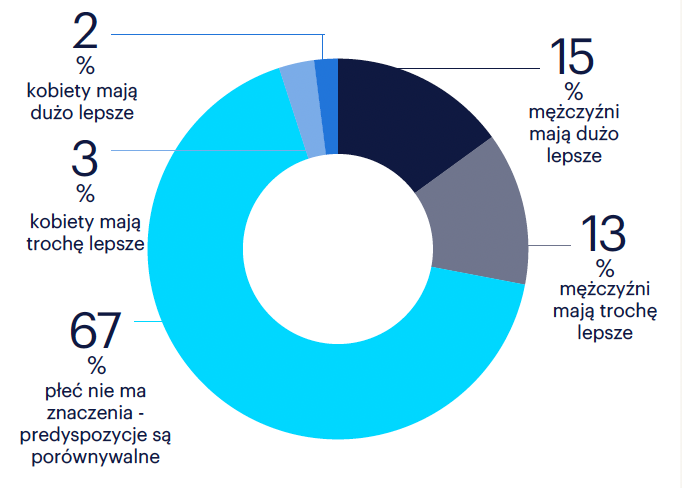 2
%
kobiety mają
dużo lepsze
3
%
kobiety mają
trochę lepsze
67
%
płeć nie ma
znaczenia -
predyspozycje są
porównywalne
15
%
mężczyźni
mają dużo
lepsze
13
%
mężczyźni
mają trochę
lepsze